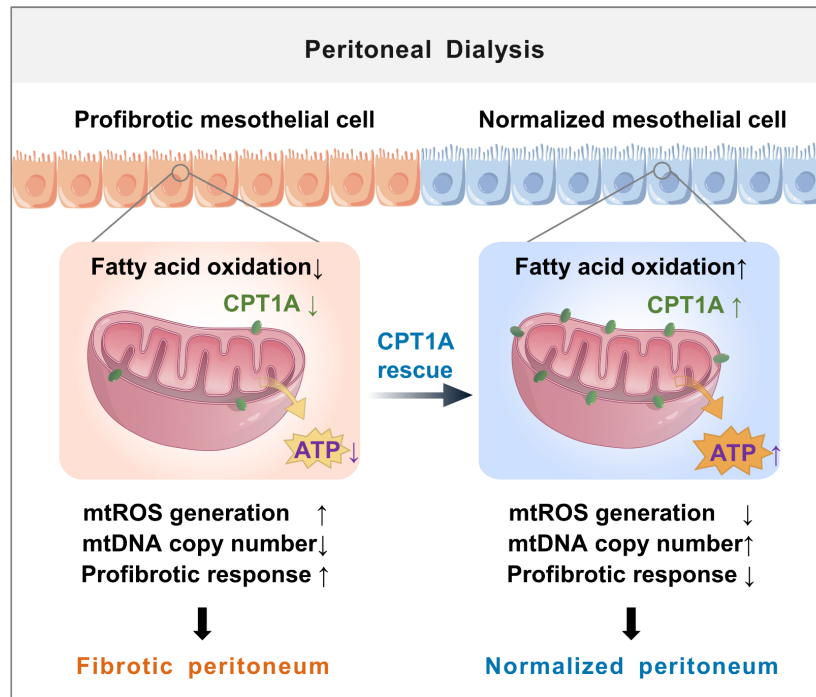 Peritoneal Dialysis
Profibrotic mesothelial cell
Normalized mesothelial cell
Fatty acid oxidation↓
CPT1A ↓
ATP ↓
CPT1A
rescue
Fatty acid oxidation↑
CPT1A ↑
ATP ↑
mtROS generation ↑
mtDNA copy number↓
Profibrotic response ↑
mtROS generation ↓
mtDNA copy number↑
Profibrotic response ↓
Fibrotic peritoneum
Normalized peritoneum